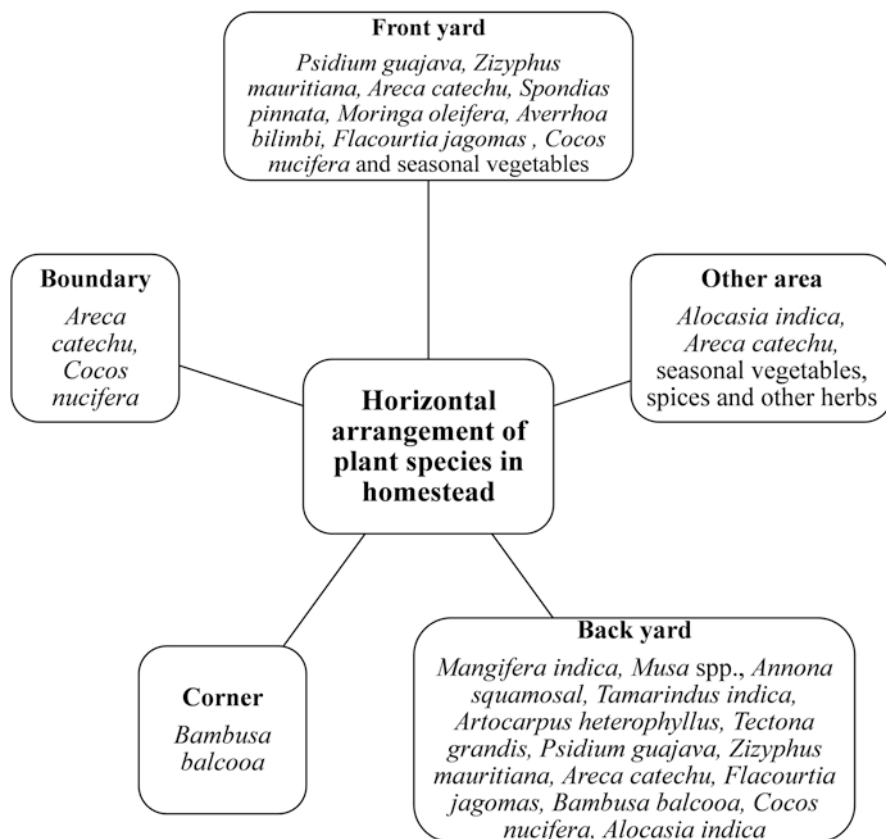 Front yard
Psidium guajava, Zizyphus
mauritiana, Areca catechu, Spondias
pinnata, Moringa oleifera, Averrhoa
bilimbi, Flacourtia jagomas , Cocos
nucifera and seasonal vegetables
Boundary
Areca
catechu,
Cocos
nucifera
Other area
Alocasia indica,
Areca catechu,
seasonal vegetables,
spices and other herbs
Horizontal
arrangement of
plant species in
homestead
Corner
Bambusa
balcooa
Back yard
Mangifera indica, Musa spp., Annona
squamosal, Tamarindus indica,
Artocarpus heterophyllus, Tectona
grandis, Psidium guajava, Zizyphus
mauritiana, Areca catechu, Flacourtia
jagomas, Bambusa balcooa, Cocos
nucifera, Alocasia indica